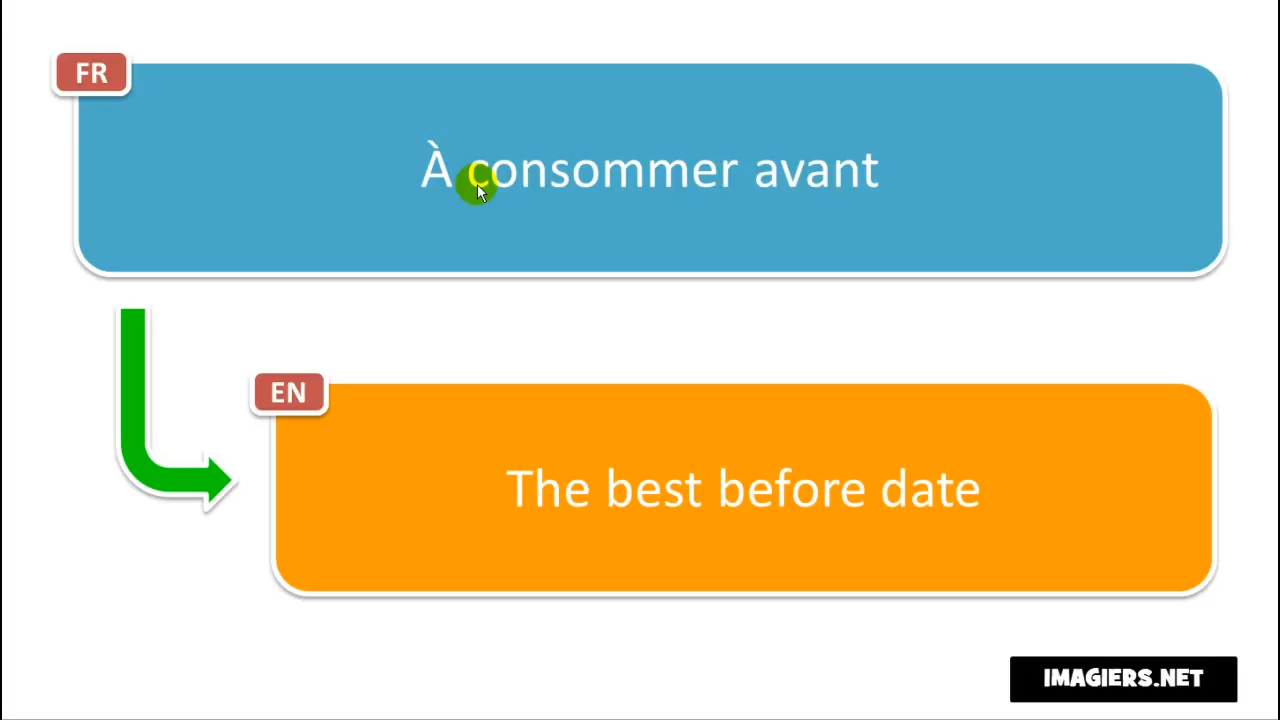 FR
À consommer avant
EN
The best before date
IMAGIERS.NET